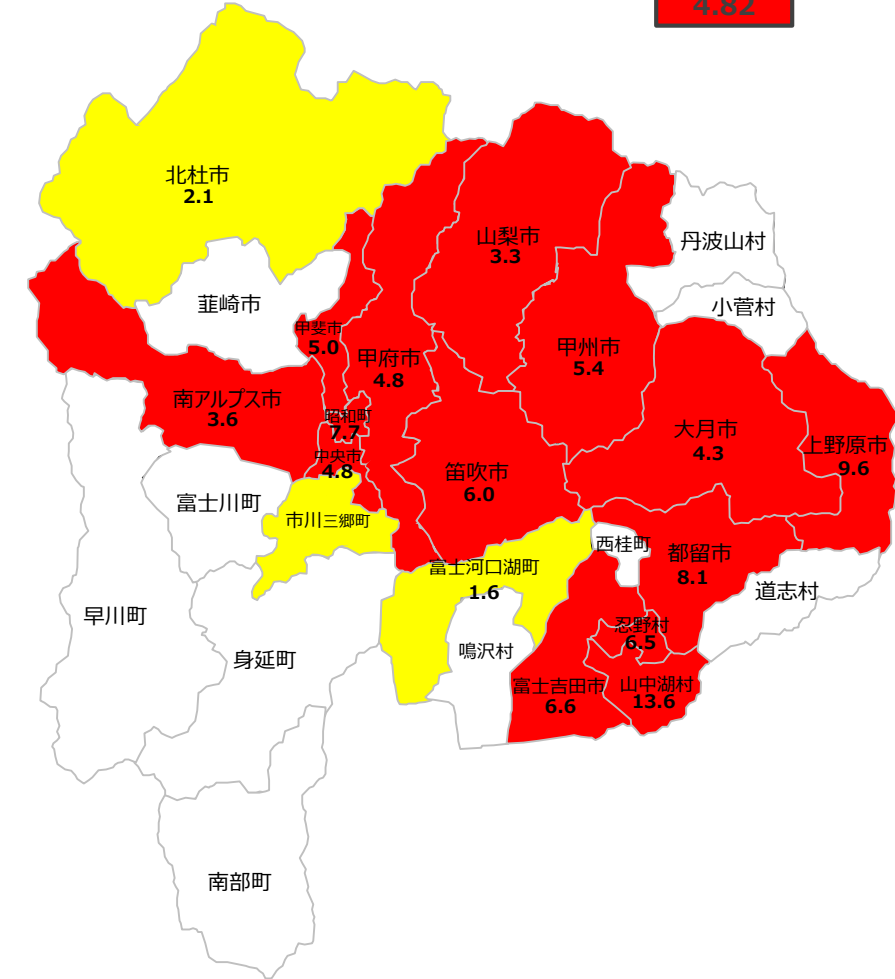 4.82
北杜市
2.1
山梨市
3.3
丹波山村
韮崎市
小菅村
甲斐市
5.0
甲府市
4.8
甲州市
5.4
南アルプス市
3.6
昭和町
7.7
大月市
4.3
上野原市
9.6
中央市
4.8
笛吹市
6.0
富士川町
市川三郷町
西桂町
都留市
8.1
富士河口湖町
1.6
道志村
早川町
忍野村
6.5
身延町
鳴沢村
富士吉田市
6.6
山中湖村
13.6
南部町